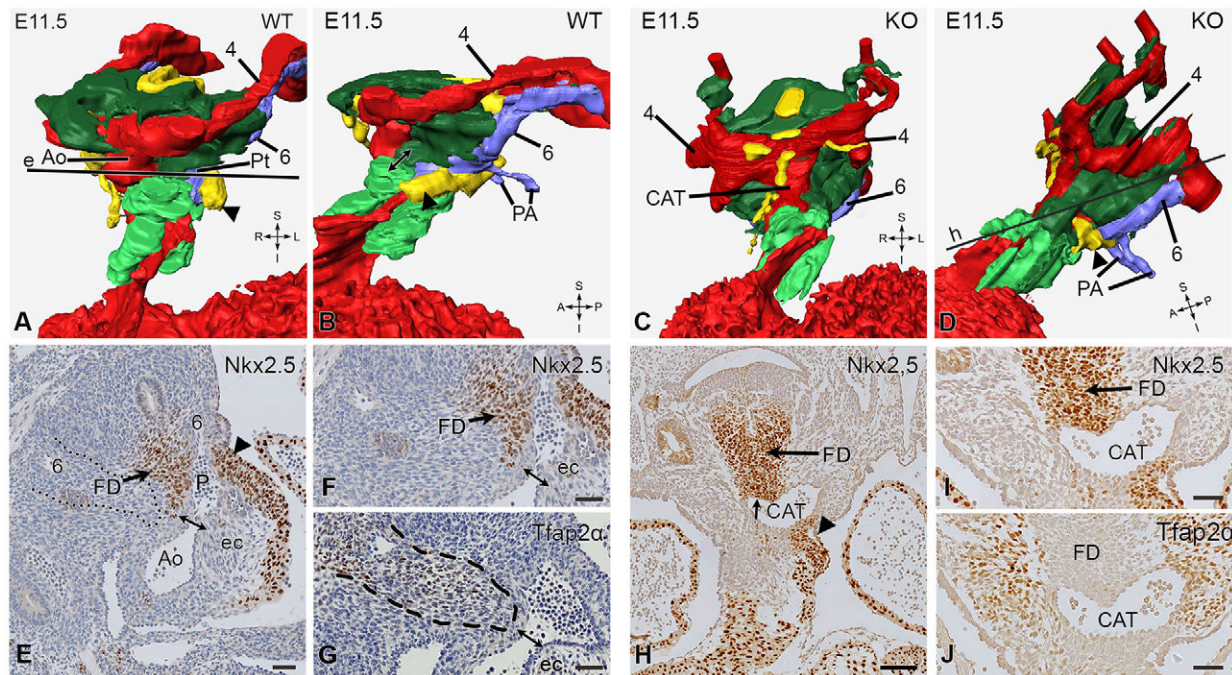 E11.5 WT
4
e Ao
Pt
6
S
R L
I
A
E11.5 WT
4
6
PA
S
A P
I
B
E11.5 KO
4
4
CAT
6
S
R L
I
C
E11.5 KO
4
6
h
PA
S
A P
I
D
Nkx2.5
6
6
FD
P
ec
Ao
E
Nkx2.5
FD
ec
F
Tfap2α
ec
G
Nkx2.5
FD
CAT
H
Nkx2.5
FD
CAT
I
Tfap2α
FD
CAT
J